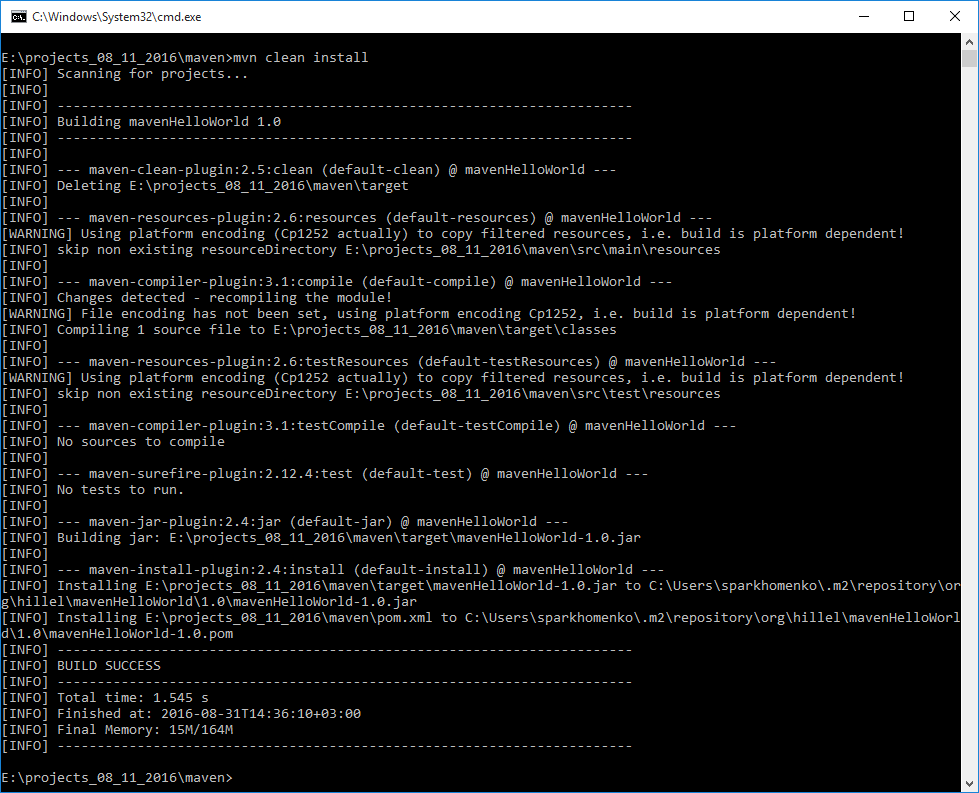 C:\Windows\System32\cmd.exe
E:\projects_08_11_2016\maven>mvn clean install
[INFO] Scanning for projects...
[INFO]
[INFO] ------------------------------------------------------------------------
[INFO] Building mavenHelloWorld 1.0
[INFO] ------------------------------------------------------------------------
[INFO]
[INFO] --- maven-clean-plugin:2.5:clean (default-clean) @ mavenHelloWorld ---
[INFO] Deleting E:\projects_08_11_2016\maven\target
[INFO]
[INFO] --- maven-resources-plugin:2.6:resources (default-resources) @ mavenHelloWorld ---
[WARNING] Using platform encoding (Cp1252 actually) to copy filtered resources, i.e. build is platform dependent!
[INFO] skip non existing resourceDirectory E:\projects_08_11_2016\maven\src\main\resources
[INFO]
[INFO] --- maven-compiler-plugin:3.1:compile (default-compile) @ mavenHelloWorld ---
[INFO] Changes detected - recompiling the module!
[WARNING] File encoding has not been set, using platform encoding Cp1252, i.e. build is platform dependent!
[INFO] Compiling 1 source file to E:\projects_08_11_2016\maven\target\classes
[INFO]
[INFO] --- maven-resources-plugin:2.6:testResources (default-testResources) @ mavenHelloWorld ---
[WARNING] Using platform encoding (Cp1252 actually) to copy filtered resources, i.e. build is platform dependent!
[INFO] skip non existing resourceDirectory E:\projects_08_11_2016\maven\src\test\resources
[INFO]
[INFO] --- maven-compiler-plugin:3.1:testCompile (default-testCompile) @ mavenHelloWorld ---
[INFO] No sources to compile
[INFO]
[INFO] --- maven-surefire-plugin:2.12.4:test (default-test) @ mavenHelloWorld ---
[INFO] No tests to run.
[INFO]
[INFO] --- maven-jar-plugin:2.4:jar (default-jar) @ mavenHelloWorld ---
[INFO] Building jar: E:\projects_08_11_2016\maven\target\mavenHelloWorld-1.0.jar
[INFO]
[INFO] --- maven-install-plugin:2.4:install (default-install) @ mavenHelloWorld ---
[INFO] Installing E:\projects_08_11_2016\maven\target\mavenHelloWorld-1.0.jar to C:\Users\sparkhomenko\.m2\repository\or
g\hillel\mavenHelloWorld\1.0\mavenHelloWorld-1.0.jar
[INFO] Installing E:\projects_08_11_2016\maven\pom.xml to C:\Users\sparkhomenko\.m2\repository\org\hillel\mavenHelloWorl
d\1.0\mavenHelloWorld-1.0.pom
[INFO] ------------------------------------------------------------------------
[INFO] BUILD SUCCESS
[INFO] ------------------------------------------------------------------------
[INFO] Total time: 1.545 s
[INFO] Finished at: 2016-08-31T14:36:10+03:00
[INFO] Final Memory: 15M/164M
[INFO] ------------------------------------------------------------------------
E:\projects_08_11_2016\maven>